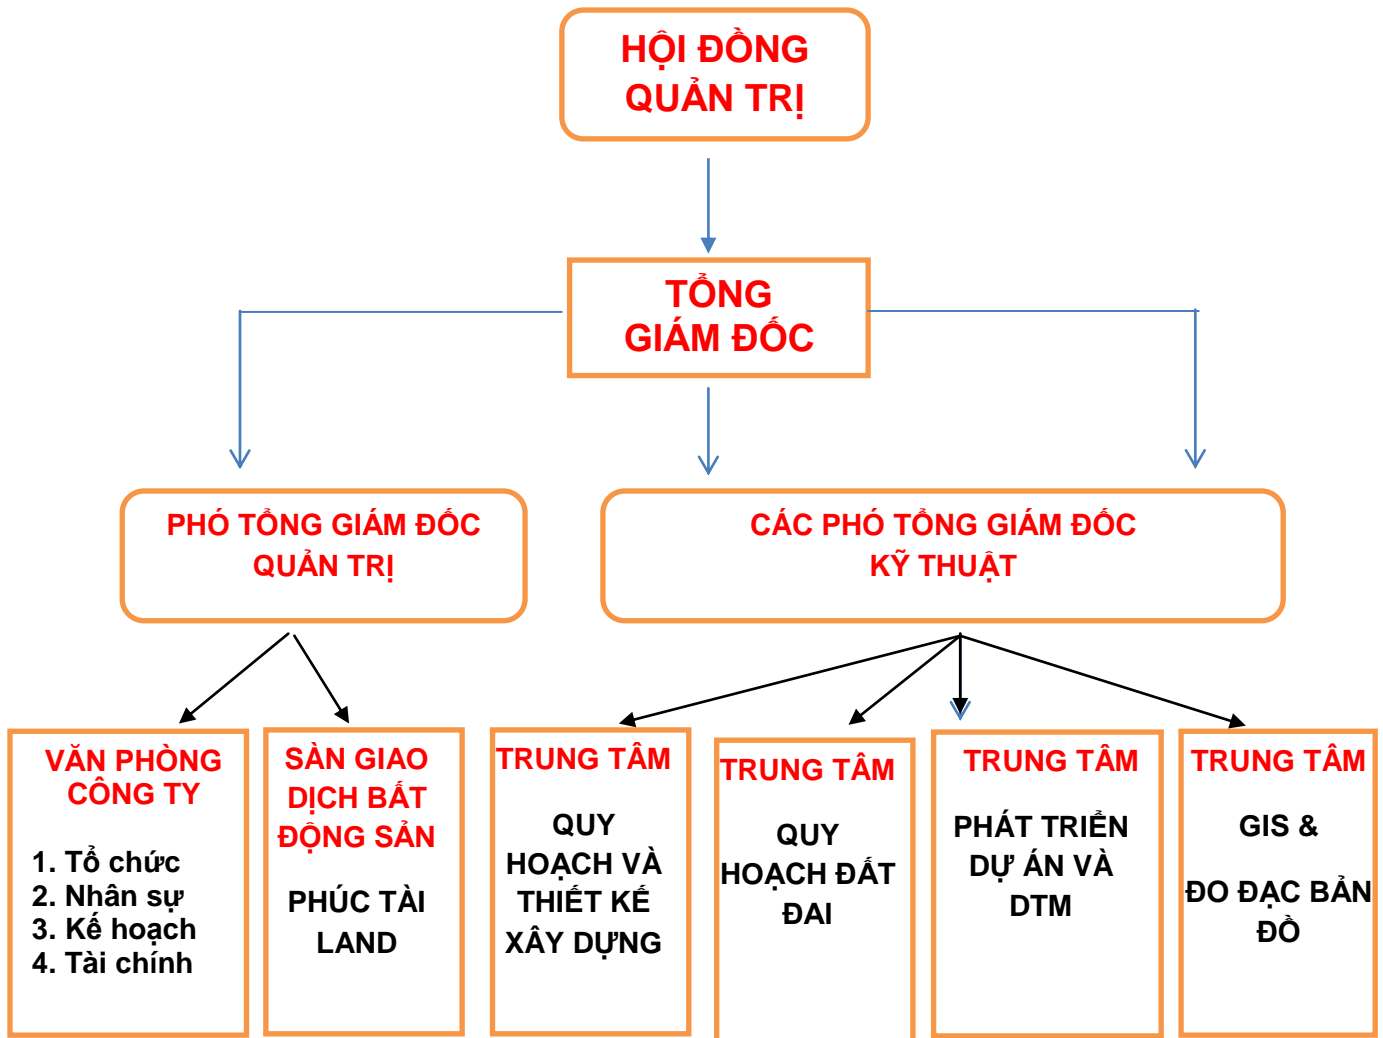 HỘI ĐỒNG
QUẢN TRỊ
TỔNG
GIÁM ĐỐC
PHÓ TỔNG GIÁM ĐỐC
QUẢN TRỊ
CÁC PHÓ TỔNG GIÁM ĐỐC
KỸ THUẬT
VĂN PHÒNG
CÔNG TY
1. Tổ chức
2. Nhân sự
3. Kế hoạch
4. Tài chính
SÀN GIAO
DỊCH BẤT
ĐỘNG SẢN
PHÚC TÀI
LAND
TRUNG TÂM
QUY
HOẠCH VÀ
THIẾT KẾ
XÂY DỰNG
TRUNG TÂM
QUY
HOẠCH ĐẤT
ĐAI
TRUNG TÂM
PHÁT TRIỂN
DỰ ÁN VÀ
DTM
TRUNG TÂM
GIS &
ĐO ĐẠC BẢN
ĐỒ